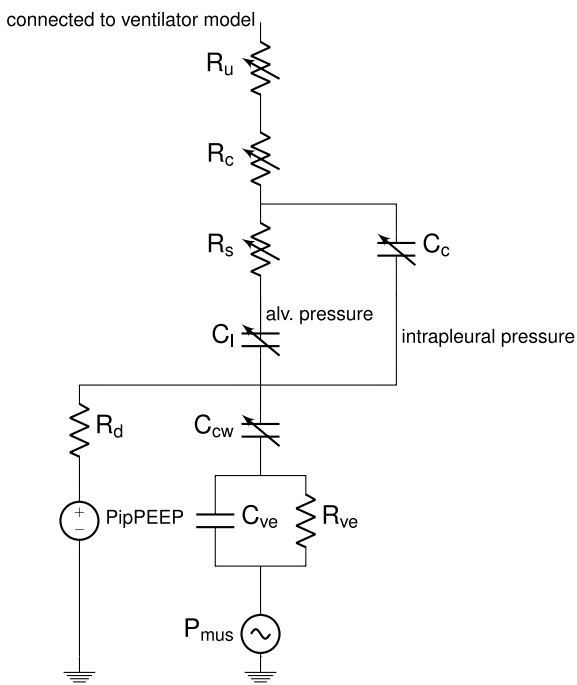 connected to ventilator model
Ru
Rc
Rs
Cc
alv. pressure
Cl
intrapleural pressure
Rd
Ccw
+
−
PipPEEP
Cve
Rve
Pmus